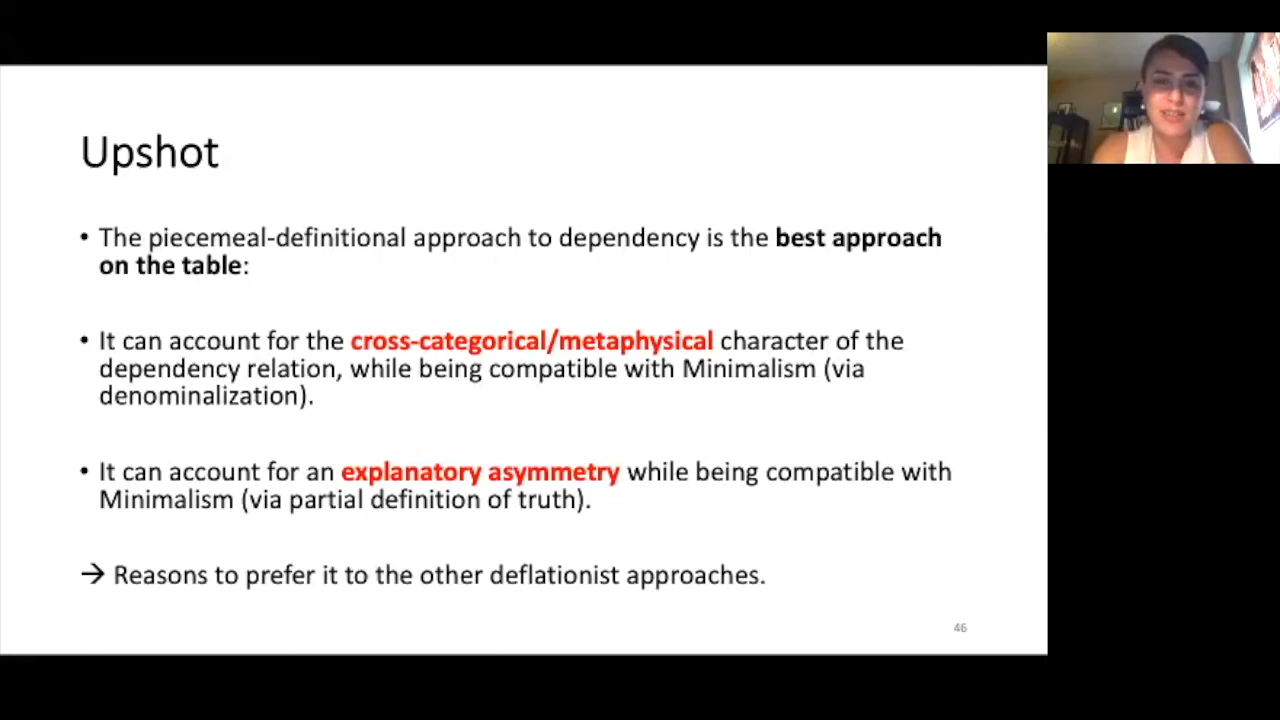 Upshot
• The piecemeal-definitional approach to dependency is the best approach
on the table:
• It can account for the cross-categorical/metaphysical character of the
dependency relation, while being compatible with Minimalism (via
denominalization).
• It can account for an explanatory asymmetry while being compatible with
Minimalism (via partial definition of truth).
→ Reasons to prefer it to the other deflationist approaches.
46